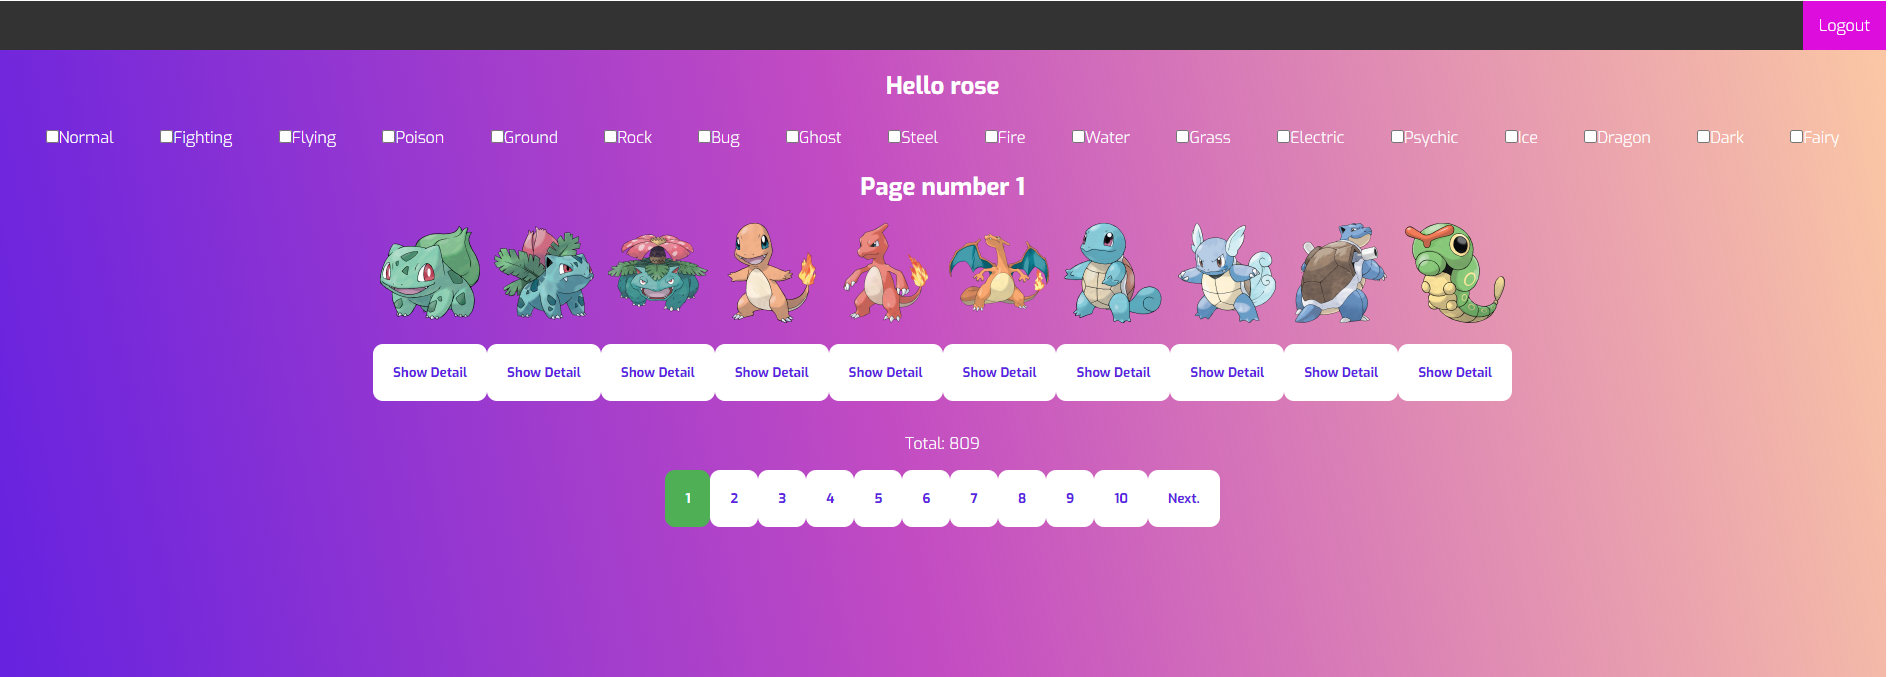 Logout
Hello rose
Normal Fighting Flying Poison Ground Rock Bug Ghost Steel Fire Water Grass Electric Psychic Ice Dragon Dark Fairy
Page number 1
Show Detail Show Detail Show Detail Show Detail Show Detail Show Detail Show Detail Show Detail Show Detail Show Detail
Total: 809
1 2 3 4 5 6 7 8 9 10 Next.